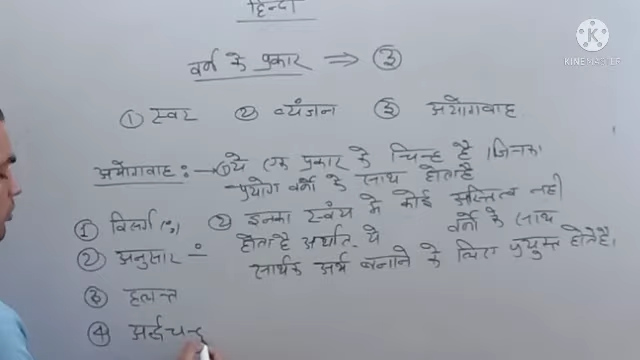 हिन्दी
KINEMASTER
वर्ण के प्रकार ⇒ ③
① स्वर ② व्यंजन ③ अयोगवाह
अयोगवाह :- → ① ये एक प्रकार के चिन्ह है । जिनका
प्रयोग वर्णो के साथ होता है
① विसर्ग (ः) ② इनका स्वंय मे कोई अस्तित्व नही
होता है अर्थात ये वर्णो के साथ
② अनुसार ∸ सार्थक अर्थ बनाने के लिए प्रयुक्त होते है।
③ हलन्त
④ अर्द्धचन्द्र